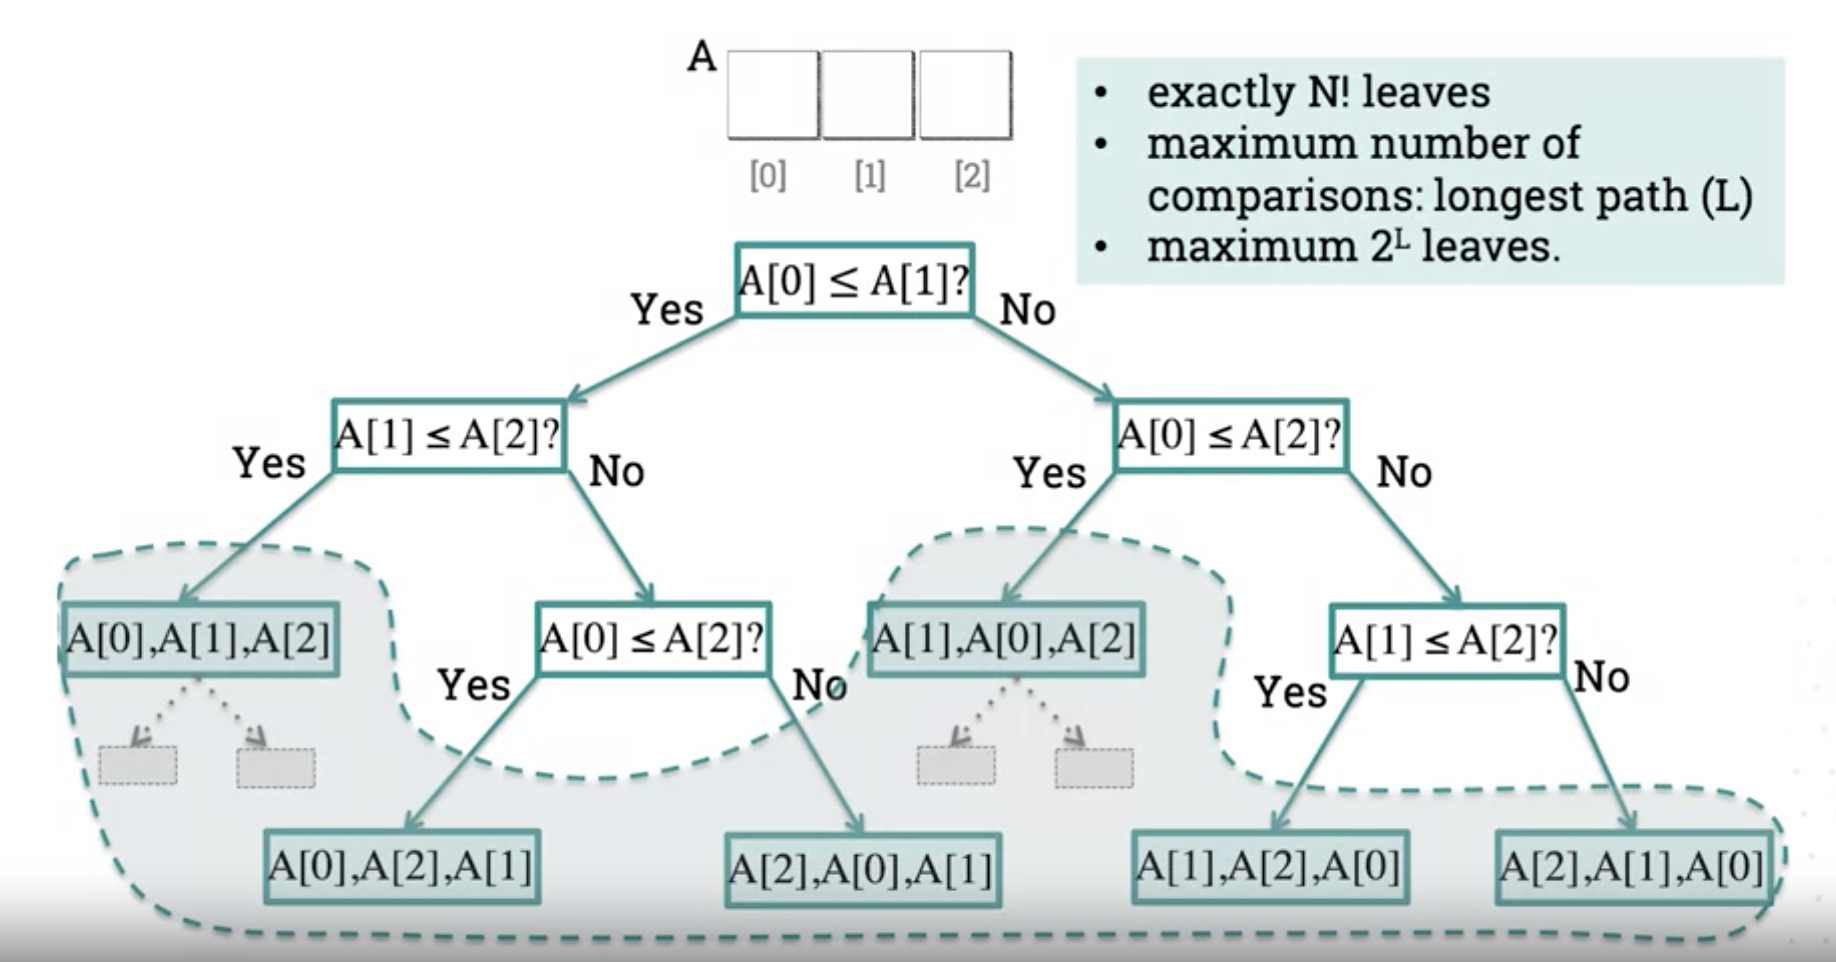 A
[0] [1] [2]
• exactly N! leaves
• maximum number of
comparisons: longest path (L)
• maximum 2ᴸ leaves.
A[0] ≤ A[1]?
Yes No
A[1] ≤ A[2]? A[0] ≤ A[2]?
Yes No Yes No
A[0],A[1],A[2] A[0] ≤ A[2]? A[1],A[0],A[2] A[1] ≤ A[2]?
Yes No Yes No
A[0],A[2],A[1] A[2],A[0],A[1] A[1],A[2],A[0] A[2],A[1],A[0]